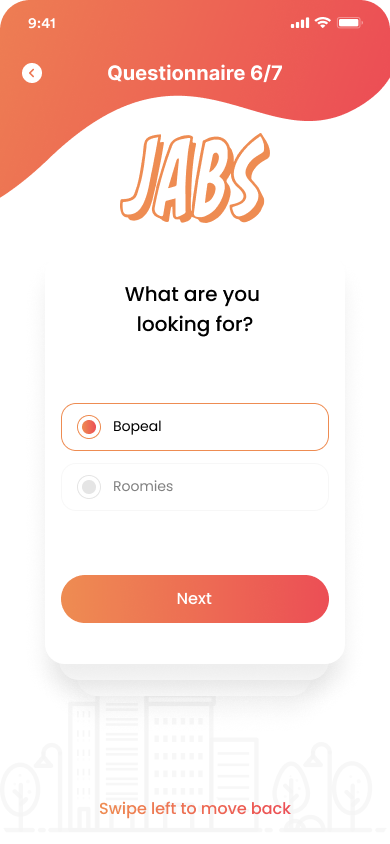 9:41
Questionnaire 6/7
JABS
What are you
looking for?
Bopeal
Roomies
Next
Swipe left to move back